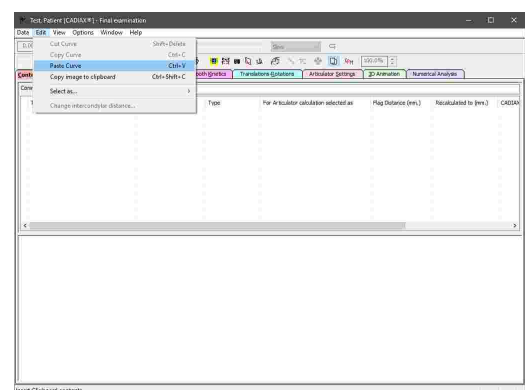 Test, Patient [CADIAX®] - Final examination
Data Edit View Options Window Help
Cut Curve Shift+Delete
Copy Curve Ctrl+C
Paste Curve Ctrl+V
Copy image to clipboard Ctrl+Shift+C
Select as...
Change intercondylar distance...
0.00
Slow
100.0%
Tooth Kinetics Translations-Rotations Articulator Settings 3D Animation Numerical Analysis
Type For Articulator calculation selected as Flag Distance (mm.) Recalculated to (mm.) CADIAX
Insert Clipboard contents